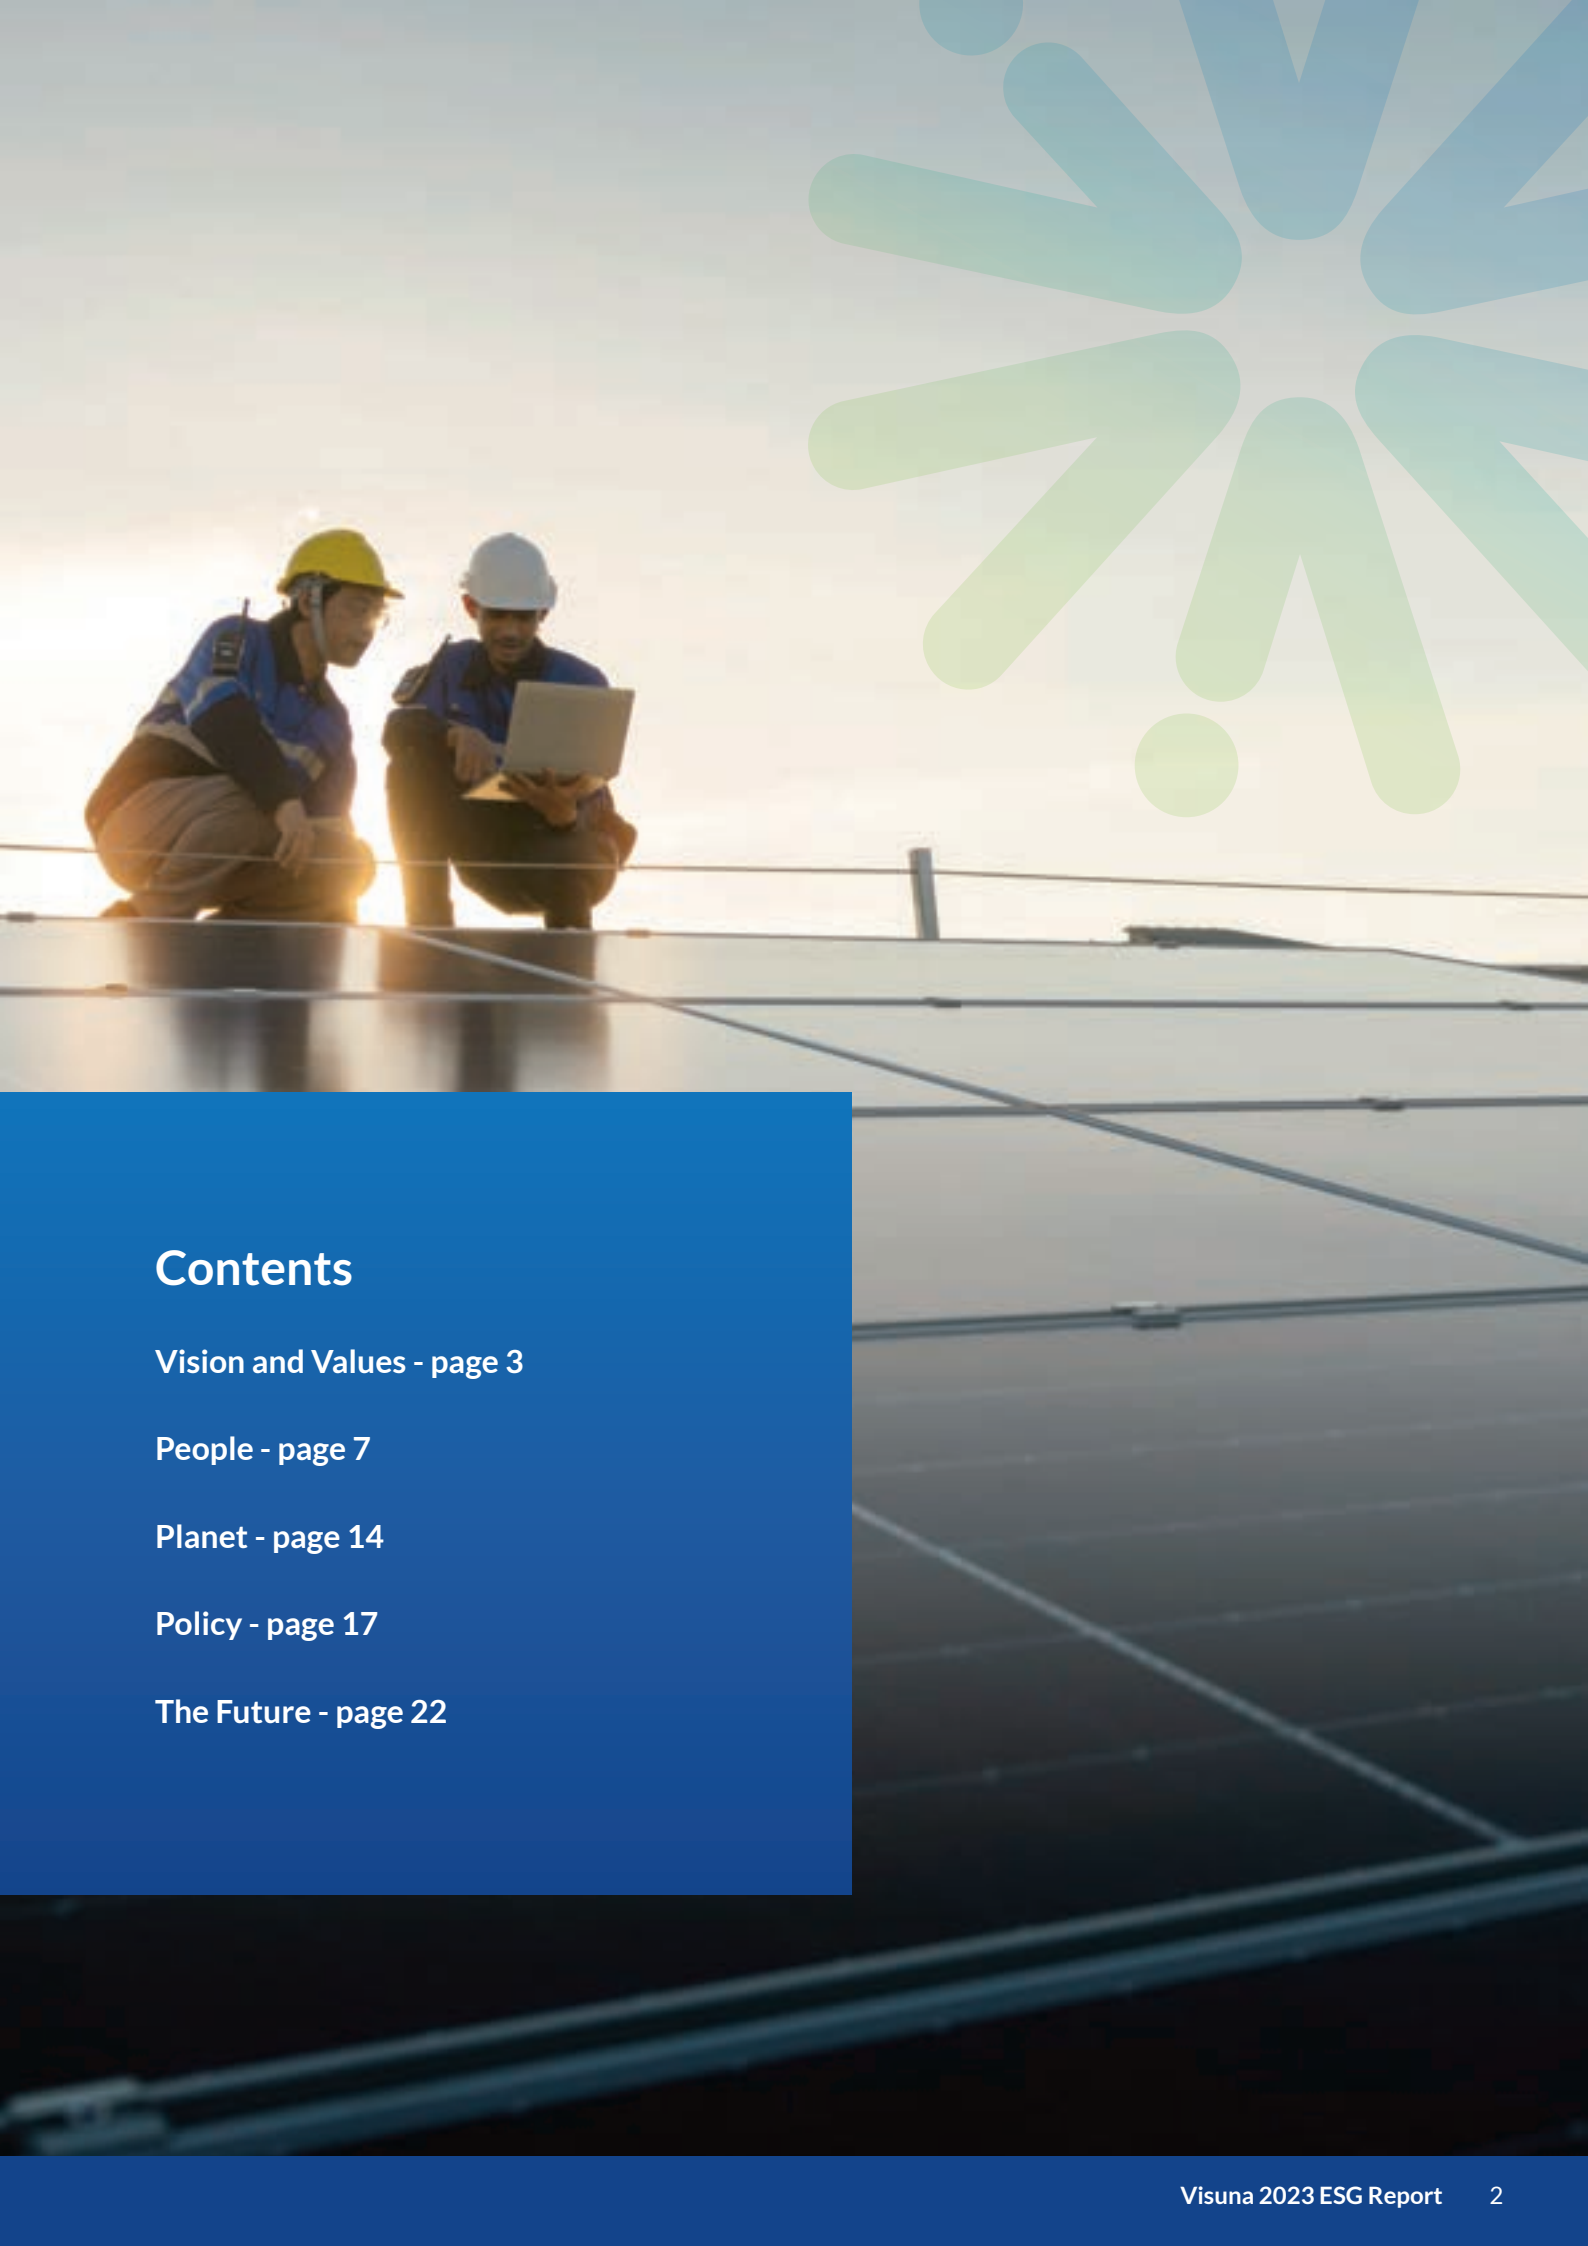 Contents
Vision and Values - page 3
People - page 7
Planet - page 14
Policy - page 17
The Future - page 22
Visuna 2023 ESG Report 2